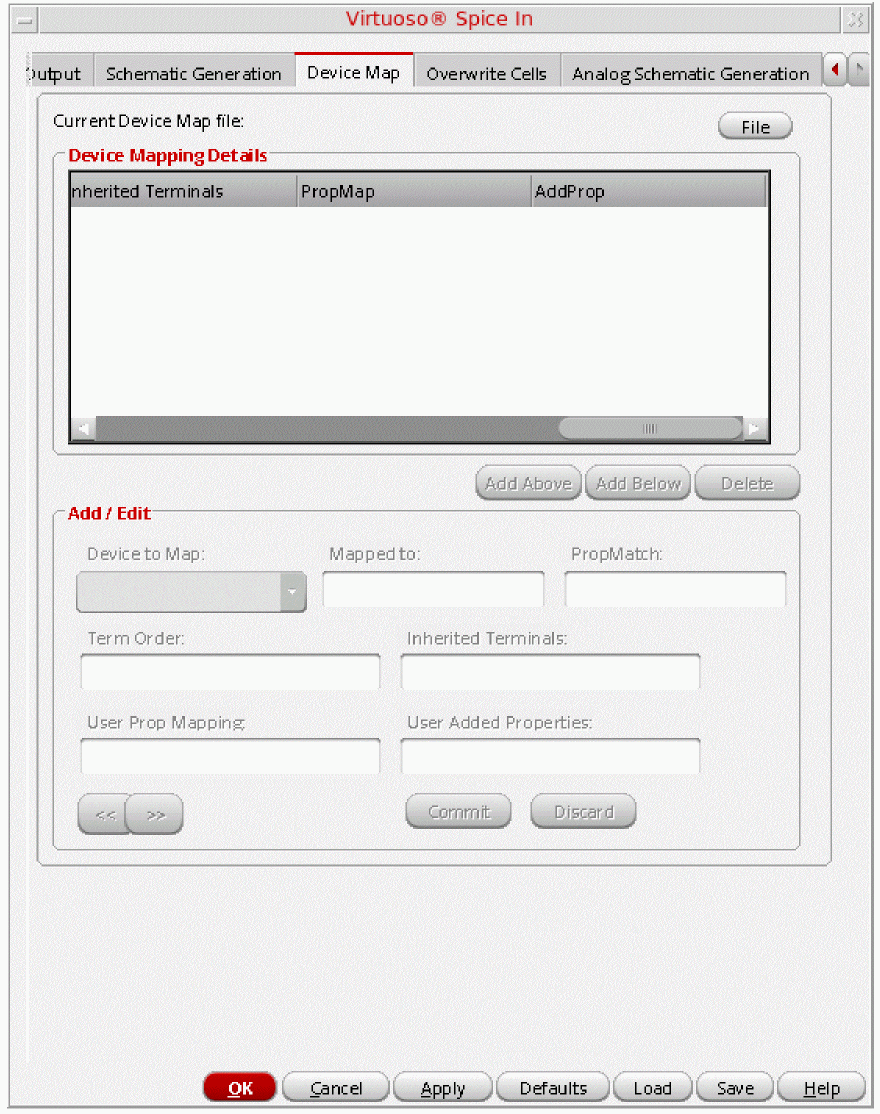 Virtuoso® Spice In
Output Schematic Generation Device Map Overwrite Cells Analog Schematic Generation
Current Device Map file:
File
Device Mapping Details
nherited Terminals PropMap AddProp
Add Above Add Below Delete
Add / Edit
Device to Map: Mapped to: PropMatch:
Term Order: Inherited Terminals:
User Prop Mapping: User Added Properties:
<< >> Commit Discard
OK Cancel Apply Defaults Load Save Help